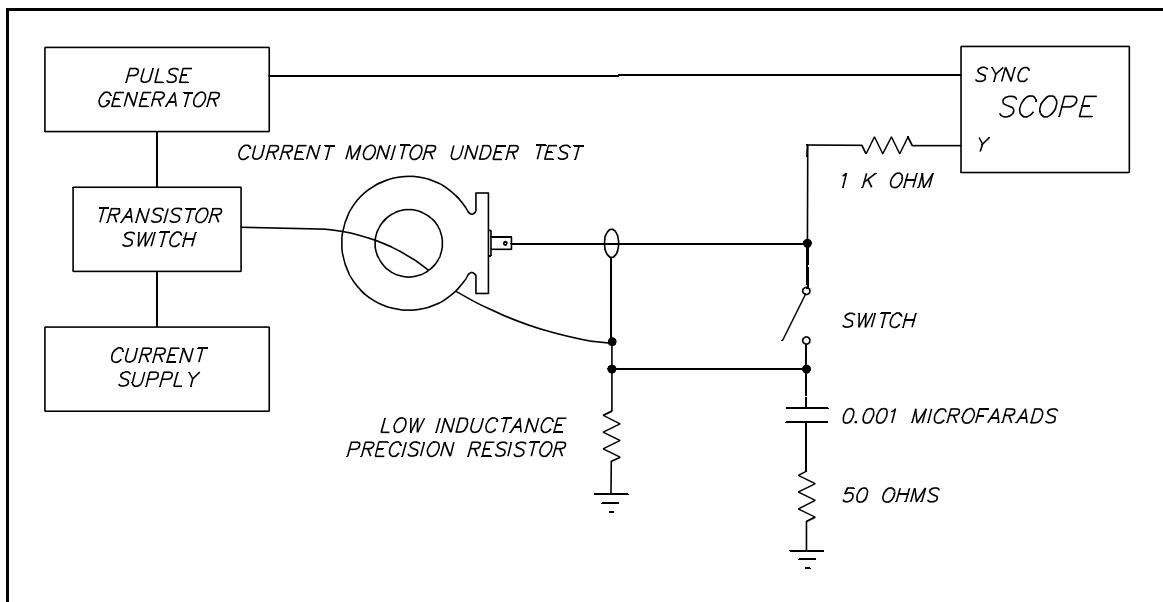 PULSE
GENERATOR
SYNC
SCOPE
Y
CURRENT MONITOR UNDER TEST
1 K OHM
TRANSISTOR
SWITCH
SWITCH
CURRENT
SUPPLY
LOW INDUCTANCE
PRECISION RESISTOR
0.001 MICROFARADS
50 OHMS